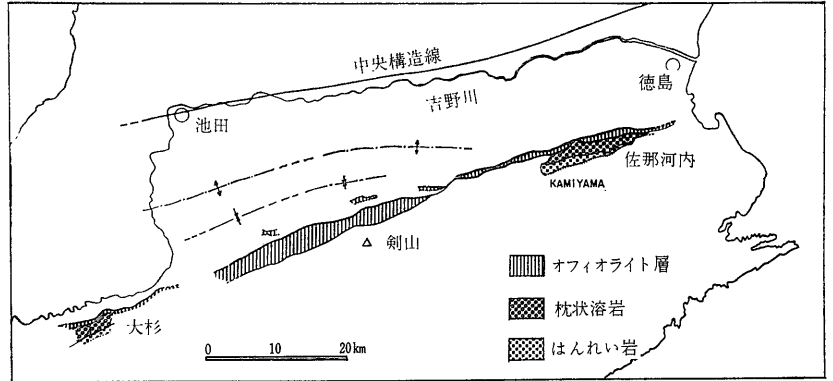 中央構造線
徳島
吉野川
池田
佐那河内
KAMIYAMA
剣山
オフィオライト層
枕状溶岩
大杉
はんれい岩
0 10 20km